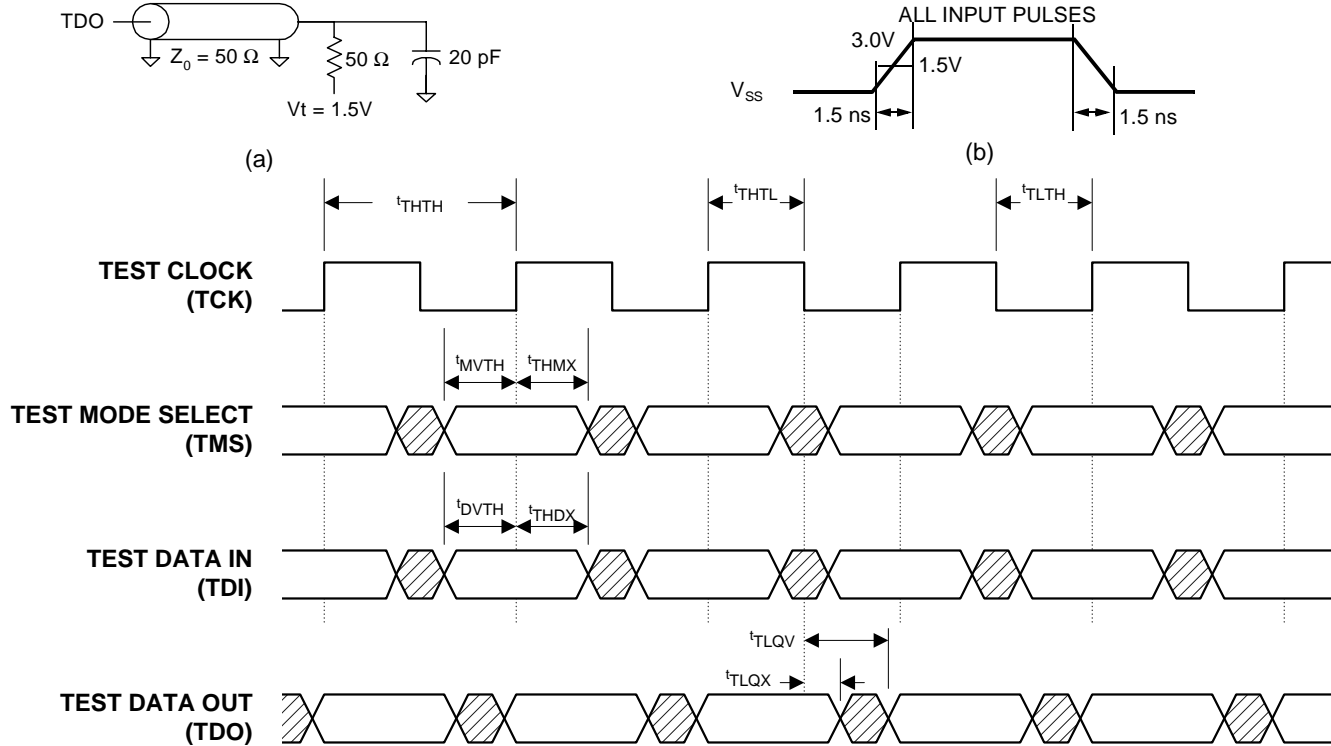 TDO
Z0 = 50 Ω
50 Ω
20 pF
Vt = 1.5V
(a)
ALL INPUT PULSES
3.0V
1.5V
VSS
1.5 ns
1.5 ns
(b)
tTHTH
tTHTL
tTLTH
TEST CLOCK
(TCK)
tMVTH
tTHMX
TEST MODE SELECT
(TMS)
tDVTH
tTHDX
TEST DATA IN
(TDI)
tTLQV
tTLQX
TEST DATA OUT
(TDO)